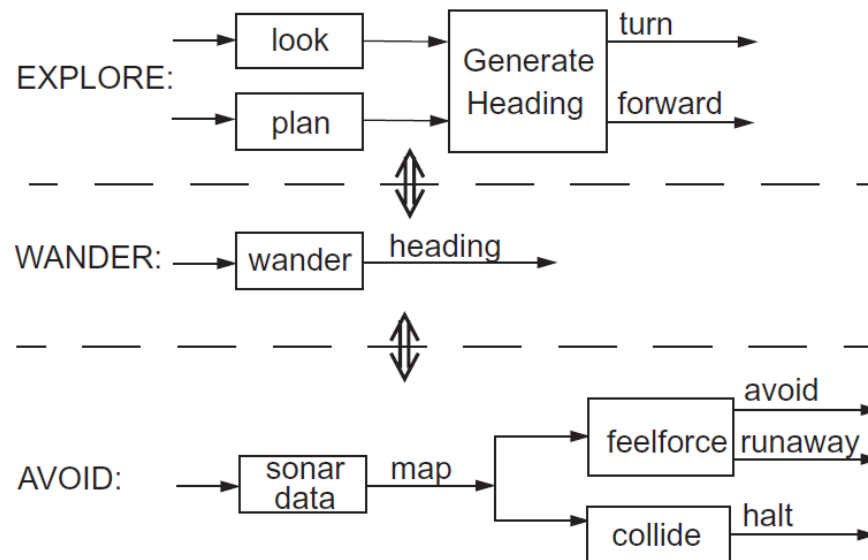 look
turn
EXPLORE:
Generate
Heading
plan
forward
WANDER:
wander
heading
AVOID:
sonar
data
map
feelforce
avoid
runaway
collide
halt